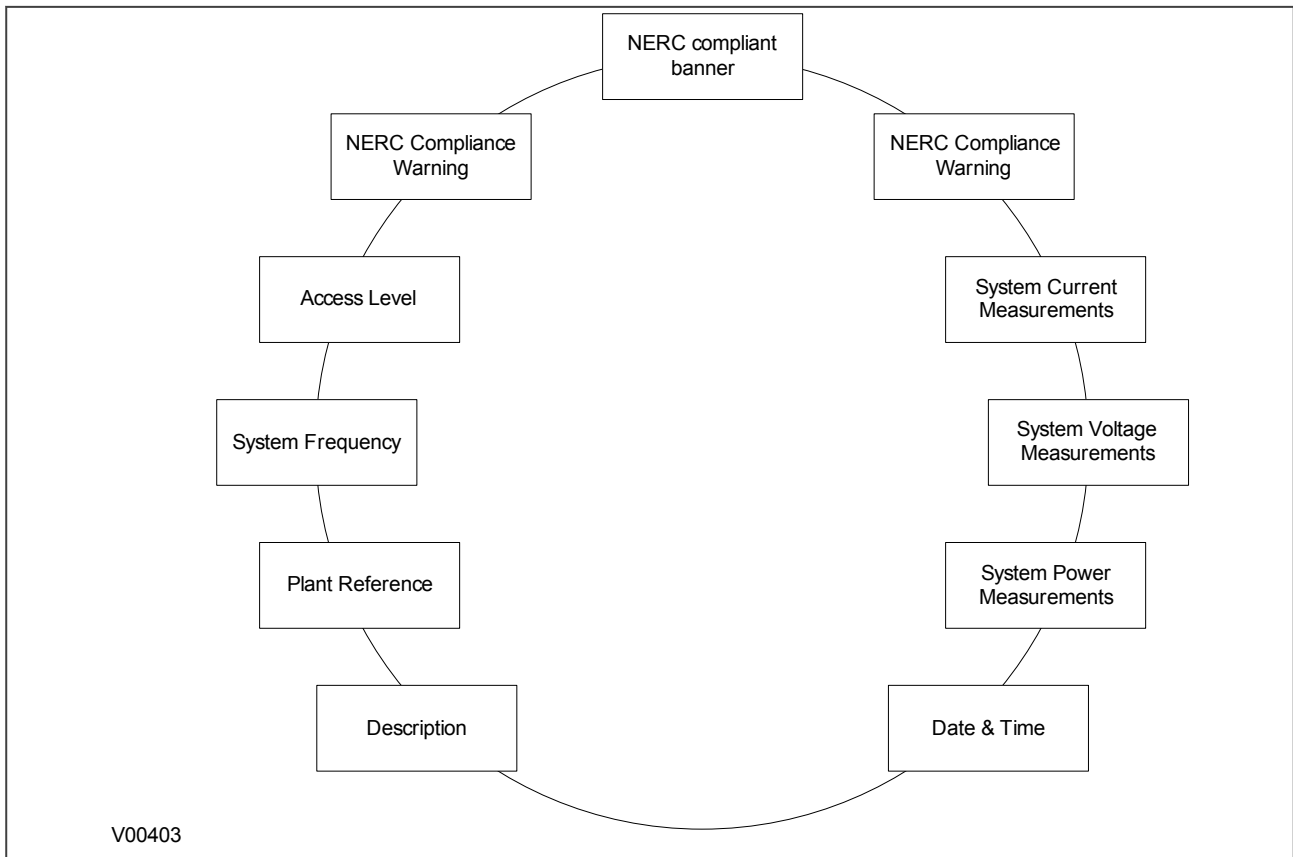 NERC compliant
banner
NERC Compliance
Warning
NERC Compliance
Warning
Access Level
System Current
Measurements
System Frequency
System Voltage
Measurements
Plant Reference
System Power
Measurements
Description
Date & Time
V00403